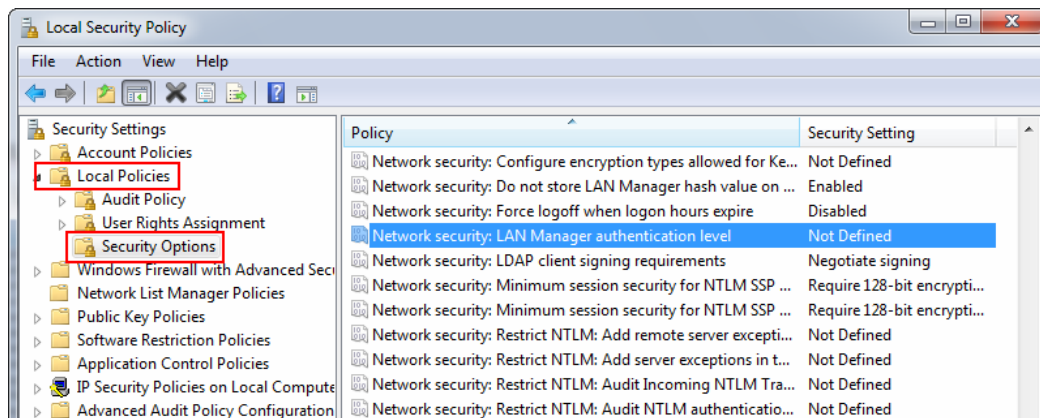 Local Security Policy
File Action View Help
Security Settings
Account Policies
Local Policies
Audit Policy
User Rights Assignment
Security Options
Windows Firewall with Advanced Secu
Network List Manager Policies
Public Key Policies
Software Restriction Policies
Application Control Policies
IP Security Policies on Local Compute
Advanced Audit Policy Configuration
Policy Security Setting
Network security: Configure encryption types allowed for Ke... Not Defined
Network security: Do not store LAN Manager hash value on ... Enabled
Network security: Force logoff when logon hours expire Disabled
Network security: LAN Manager authentication level Not Defined
Network security: LDAP client signing requirements Negotiate signing
Network security: Minimum session security for NTLM SSP ... Require 128-bit encrypti...
Network security: Minimum session security for NTLM SSP ... Require 128-bit encrypti...
Network security: Restrict NTLM: Add remote server excepti... Not Defined
Network security: Restrict NTLM: Add server exceptions in t... Not Defined
Network security: Restrict NTLM: Audit Incoming NTLM Tra... Not Defined
Network security: Restrict NTLM: Audit NTLM authenticatio... Not Defined